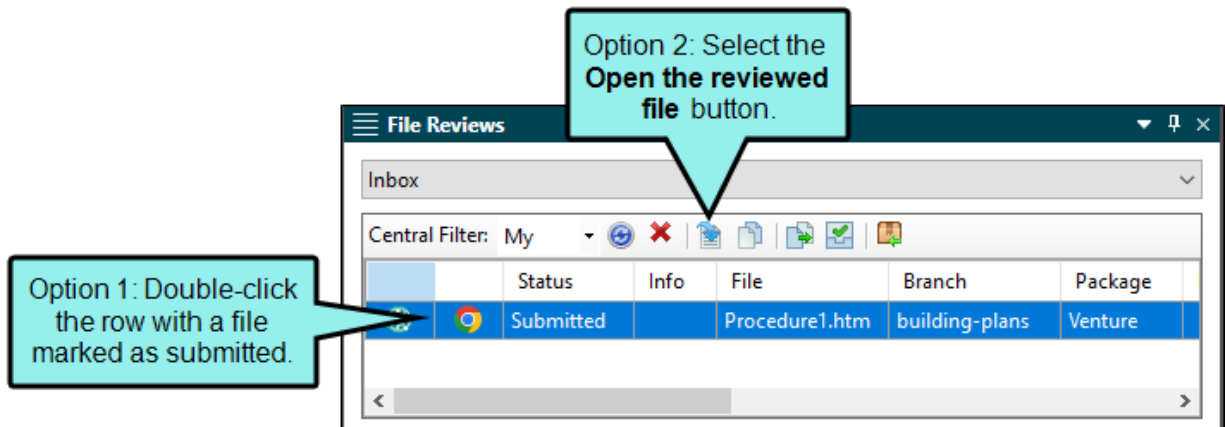 Option 2: Select the
Open the reviewed
file button.
File Reviews
Inbox
Central Filter: My
Option 1: Double-click
the row with a file
marked as submitted.
Status Info File Branch Package
Submitted Procedure1.htm building-plans Venture